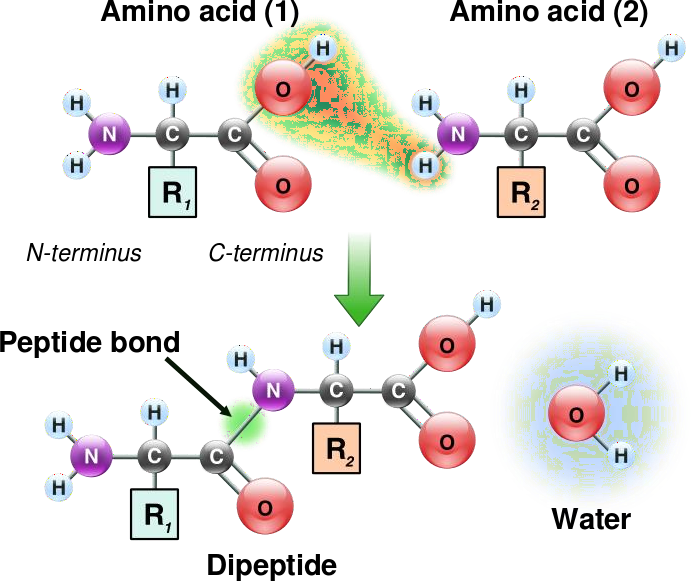 Amino acid (1) Amino acid (2)
H H
O O
H H H H
N C C N C C
H H
R1 O R2 O
N-terminus C-terminus
H
Peptide bond
H H O
N C C
H H
R2 O
N C C
H
R1 O
H
O
H
Water
Dipeptide